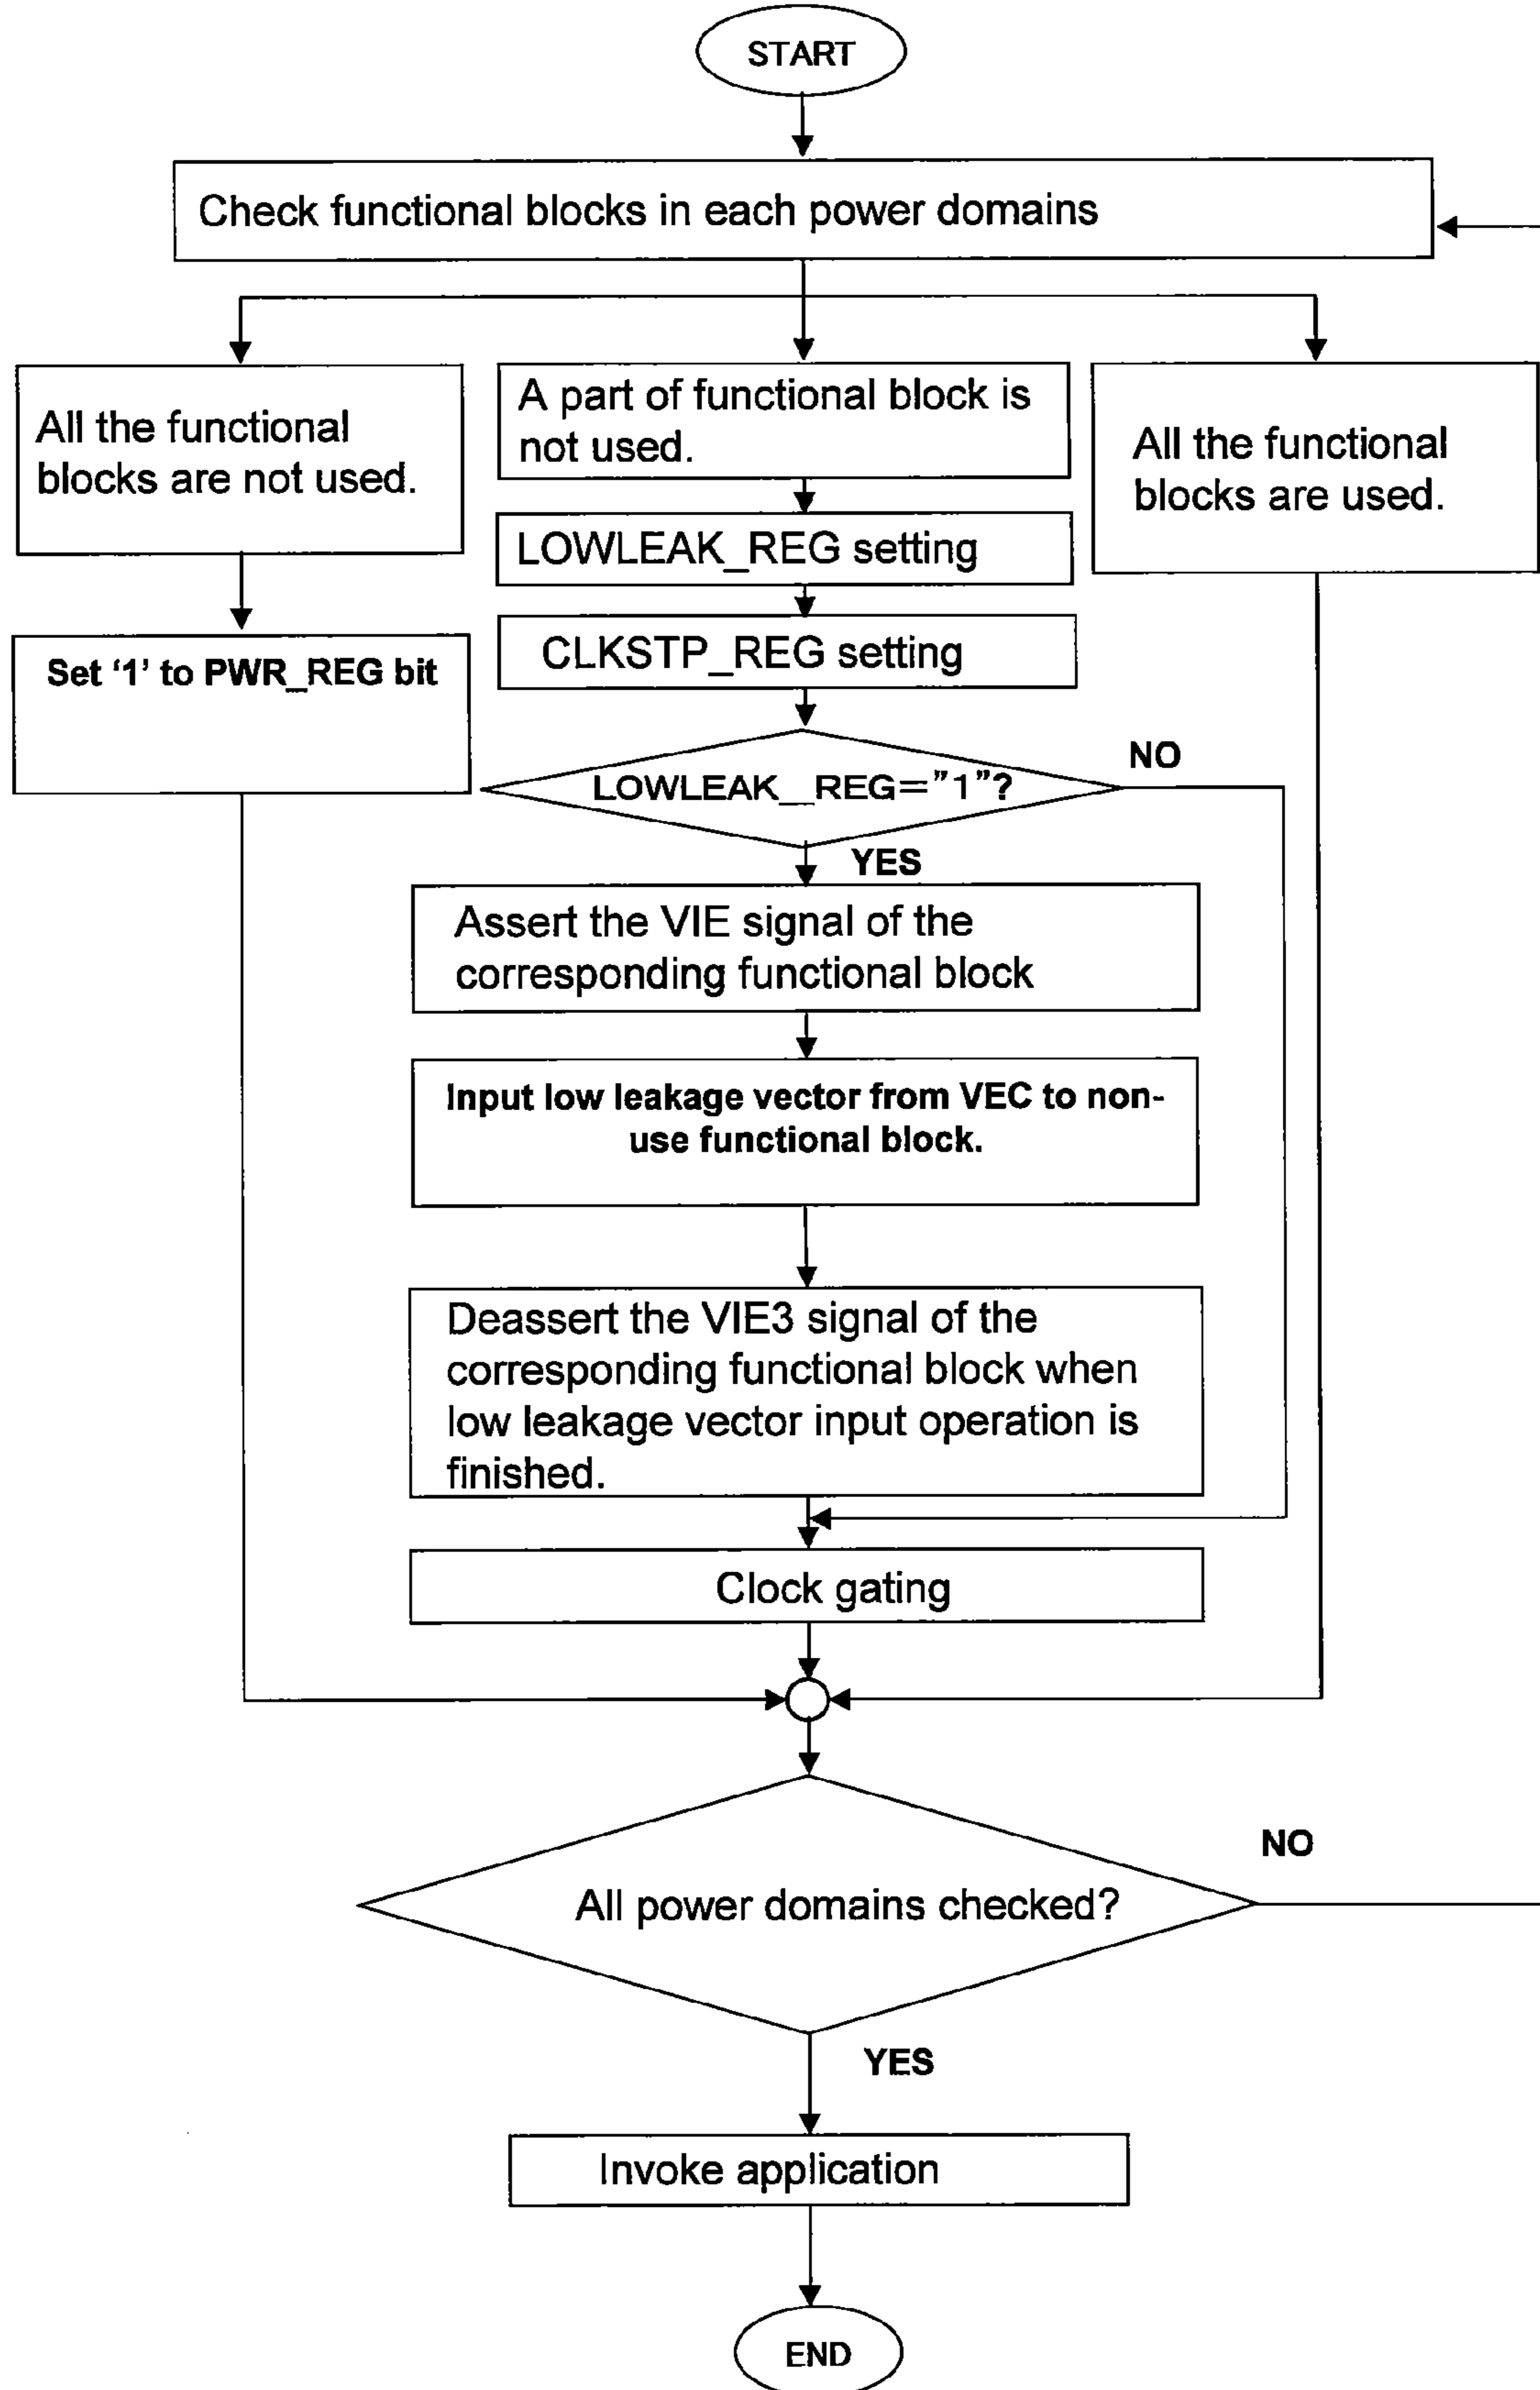 START
Check functional blocks in each power domains
All the functional
blocks are not used.
A part of functional block is
not used.
All the functional
blocks are used.
LOWLEAK_REG setting
CLKSTP_REG setting
Set ‘1’ to PWR_REG bit
LOWLEAK_REG=”1”?
NO
YES
Assert the VIE signal of the
corresponding functional block
Input low leakage vector from VEC to non-
use functional block.
Deassert the VIE3 signal of the
corresponding functional block when
low leakage vector input operation is
finished.
Clock gating
All power domains checked?
NO
YES
Invoke application
END